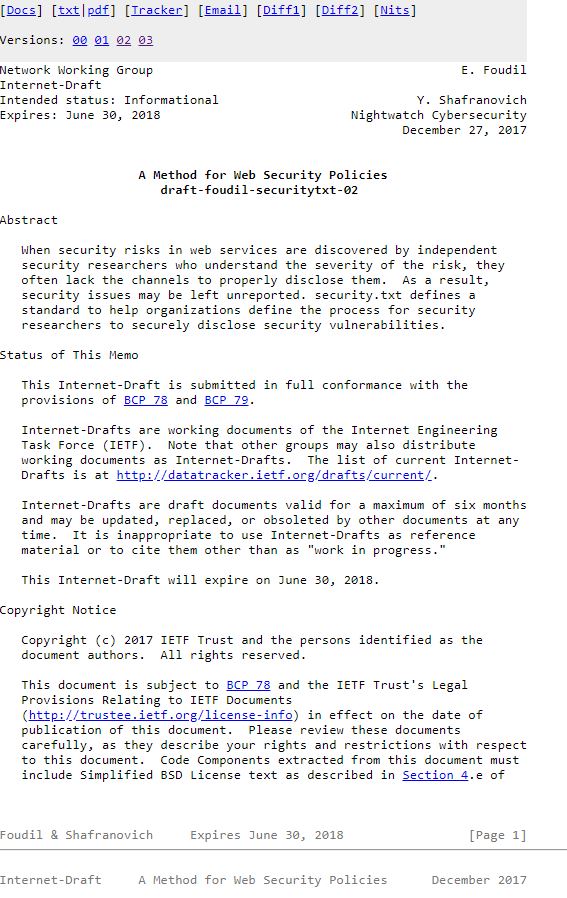 [Docs] [txt|pdf] [Tracker] [Email] [Diff1] [Diff2] [Nits]
Versions: 00 01 02 03
Network Working Group E. Foudil
Internet-Draft
Intended status: Informational Y. Shafranovich
Expires: June 30, 2018 Nightwatch Cybersecurity
December 27, 2017
A Method for Web Security Policies
draft-foudil-securitytxt-02
Abstract
When security risks in web services are discovered by independent
security researchers who understand the severity of the risk, they
often lack the channels to properly disclose them. As a result,
security issues may be left unreported. security.txt defines a
standard to help organizations define the process for security
researchers to securely disclose security vulnerabilities.
Status of This Memo
This Internet-Draft is submitted in full conformance with the
provisions of BCP 78 and BCP 79.
Internet-Drafts are working documents of the Internet Engineering
Task Force (IETF). Note that other groups may also distribute
working documents as Internet-Drafts. The list of current Internet-
Drafts is at http://datatracker.ietf.org/drafts/current/.
Internet-Drafts are draft documents valid for a maximum of six months
and may be updated, replaced, or obsoleted by other documents at any
time. It is inappropriate to use Internet-Drafts as reference
material or to cite them other than as "work in progress."
This Internet-Draft will expire on June 30, 2018.
Copyright Notice
Copyright (c) 2017 IETF Trust and the persons identified as the
document authors. All rights reserved.
This document is subject to BCP 78 and the IETF Trust's Legal
Provisions Relating to IETF Documents
(http://trustee.ietf.org/license-info) in effect on the date of
publication of this document. Please review these documents
carefully, as they describe your rights and restrictions with respect
to this document. Code Components extracted from this document must
include Simplified BSD License text as described in Section 4.e of
Foudil & Shafranovich Expires June 30, 2018 [Page 1]
Internet-Draft A Method for Web Security Policies December 2017